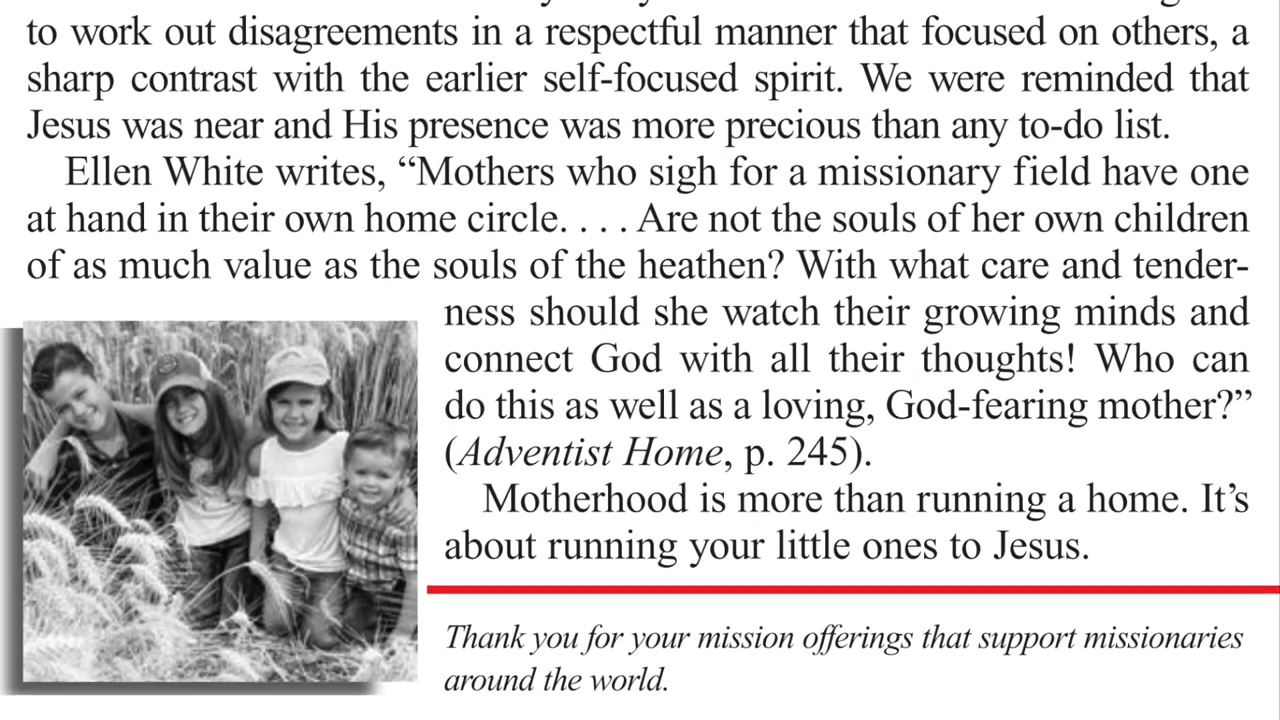 to work out disagreements in a respectful manner that focused on others, a
sharp contrast with the earlier self-focused spirit. We were reminded that
Jesus was near and His presence was more precious than any to-do list.
Ellen White writes, “Mothers who sigh for a missionary field have one
at hand in their own home circle. . . . Are not the souls of her own children
of as much value as the souls of the heathen? With what care and tender-
ness should she watch their growing minds and
connect God with all their thoughts! Who can
do this as well as a loving, God-fearing mother?”
(Adventist Home, p. 245).
Motherhood is more than running a home. It’s
about running your little ones to Jesus.
Thank you for your mission offerings that support missionaries
around the world.